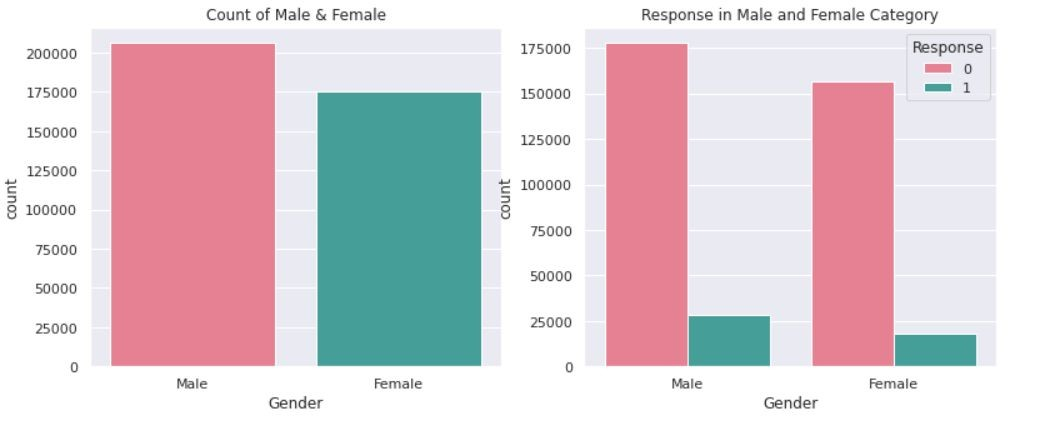 Count of Male & Female
200000
175000
150000
125000
100000
75000
50000
25000
0
count
Male Female
Gender
Response in Male and Female Category
175000
150000
125000
100000
75000
50000
25000
0
count
Response
0
1
Male Female
Gender